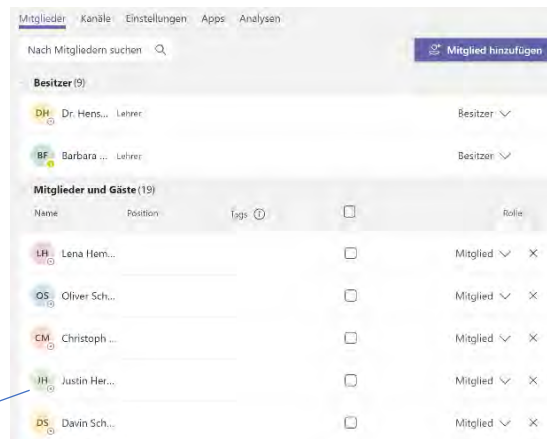 Mitglieder Kanäle Einstellungen Apps Analysen
Nach Mitgliedern suchen Mitglied hinzufügen
Besitzer (9)
DH Dr. Hens... Lehrer Besitzer
BF Barbara ... Lehrer Besitzer
Mitglieder und Gäste (19)
Name Position Tags Rolle
LH Lena Hem... Mitglied
OS Oliver Sch... Mitglied
CM Christoph ... Mitglied
JH Justin Her... Mitglied
DS Davin Sch... Mitglied